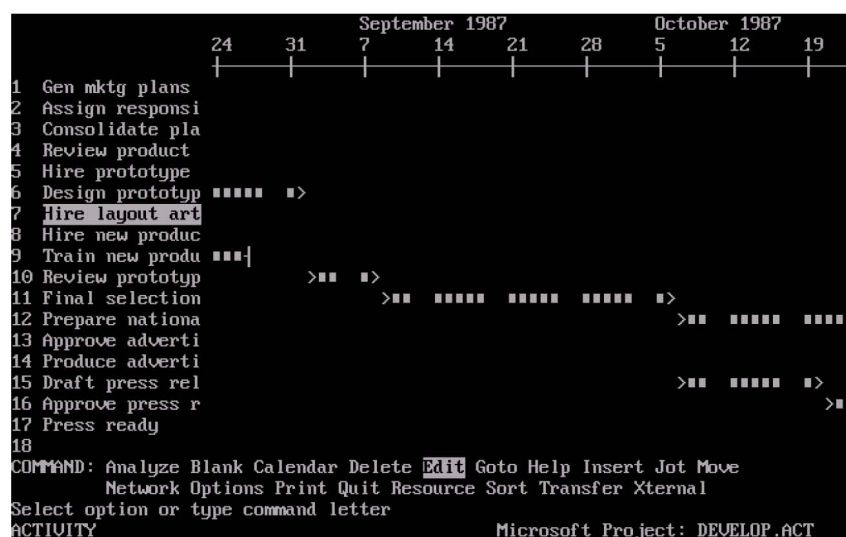 September 1987 October 1987
24 31 7 14 21 28 5 12 19
1 Gen mktg plans
2 Assign responsi
3 Consolidate pla
4 Review product
5 Hire prototype
6 Design prototyp
7 Hire layout art
8 Hire new produc
9 Train new produ
10 Review prototyp
11 Final selection
12 Prepare nationa
13 Approve adverti
14 Produce adverti
15 Draft press rel
16 Approve press r
17 Press ready
18
COMMAND: Analyze Blank Calendar Delete Edit Goto Help Insert Jot Move
Network Options Print Quit Resource Sort Transfer Xternal
Select option or type command letter
ACTIVITY Microsoft Project: DEVELOP.ACT